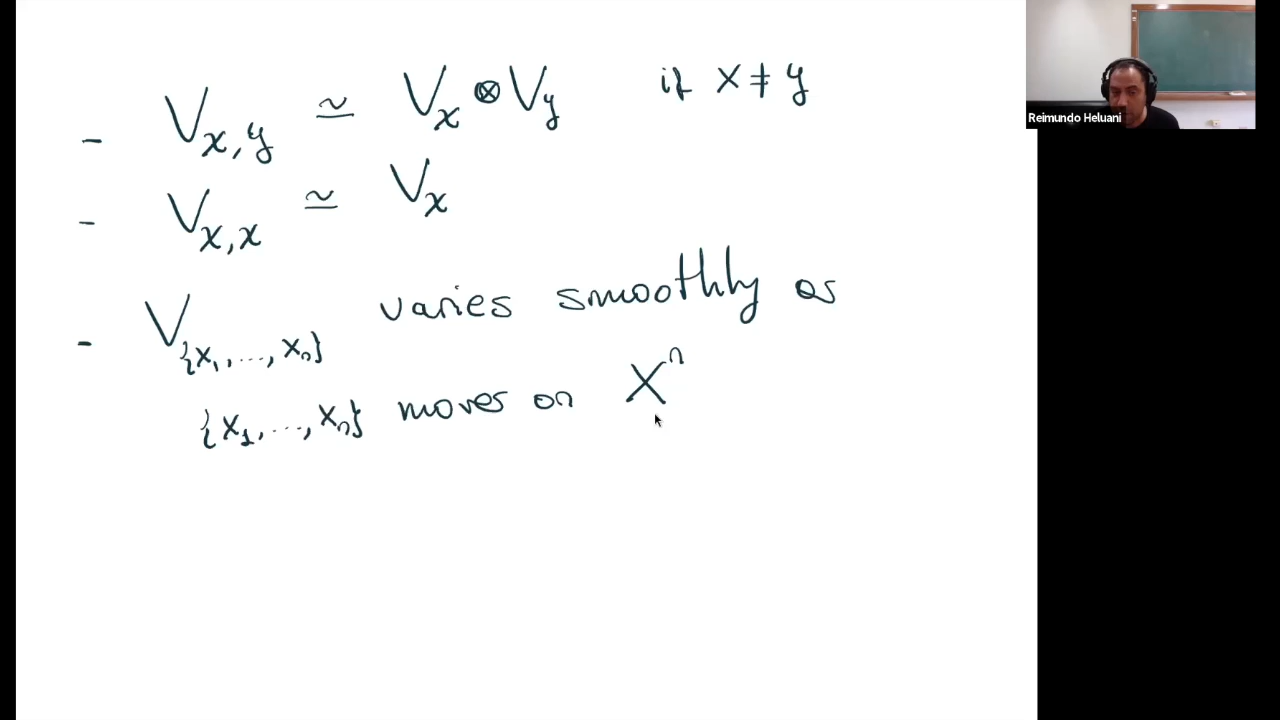 - V_{x,y} ≃ V_x ⊗ V_y if x ≠ y
- V_{x,x} ≃ V_x
- V_{\{x_1, ..., x_n\}} varies smoothly as
\{x_1, ..., x_n\} moves on X^n
Reimundo Heluani